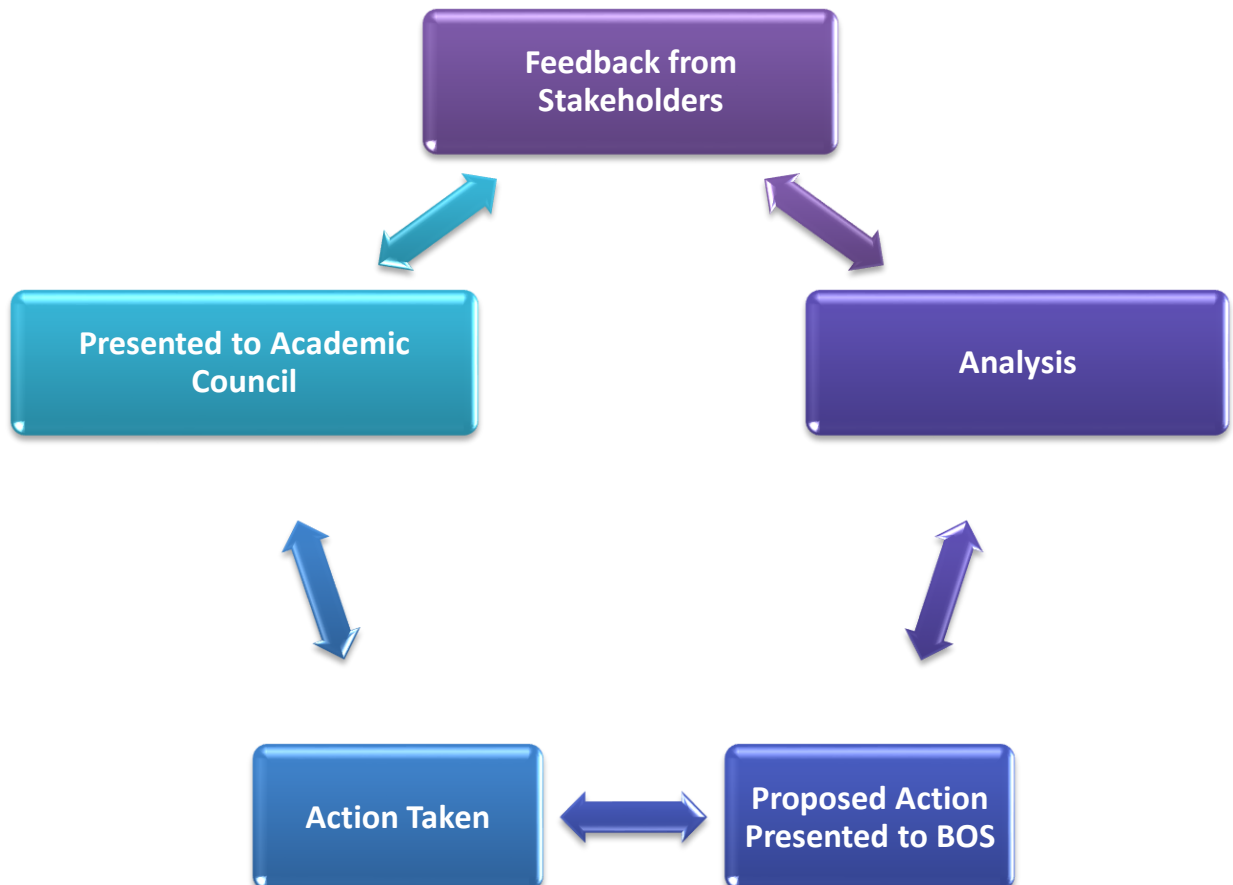 Feedback from
Stakeholders
Presented to Academic
Council
Analysis
Action Taken
Proposed Action
Presented to BOS